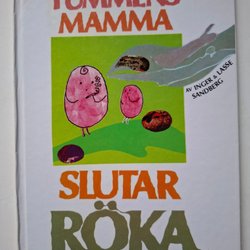 TUMMENS
MAMMA
AV INGER & LASSE
SANDBERG
SLUTAR
RÖKA